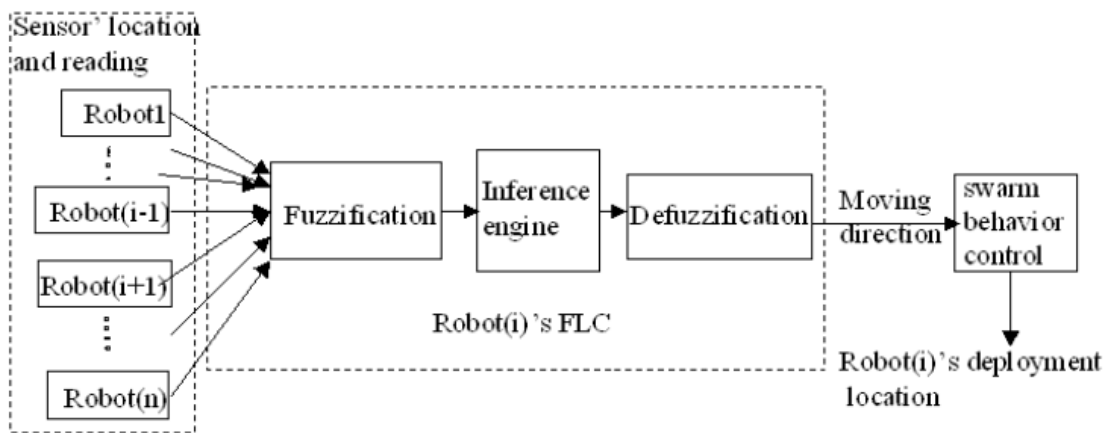 Sensor’ location
and reading
Robot1
Robot(i-1)
Robot(i+1)
Robot(n)
Fuzzification
Inference
engine
Defuzzification
Robot(i)’s FLC
Moving
direction
swarm
behavior
control
Robot(i)’s deployment
location